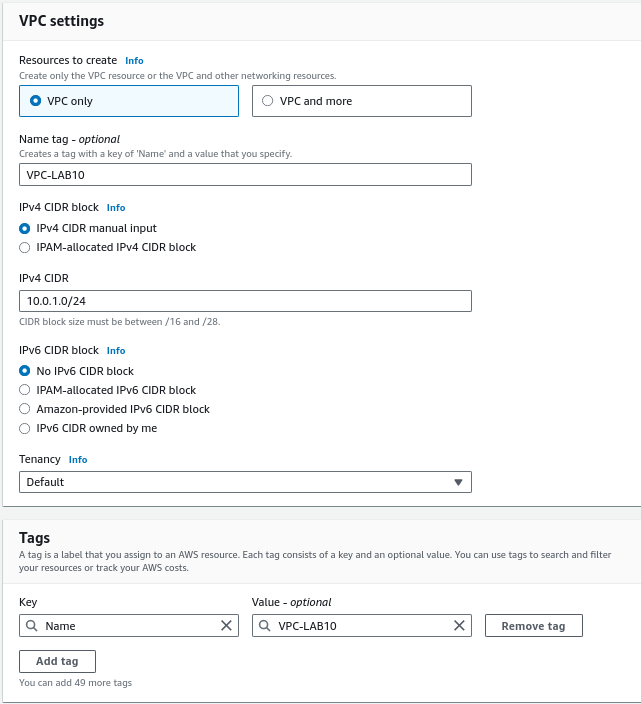 VPC settings
Resources to create Info
Create only the VPC resource or the VPC and other networking resources.
VPC only
VPC and more
Name tag - optional
Creates a tag with a key of 'Name' and a value that you specify.
VPC-LAB10
IPv4 CIDR block Info
IPv4 CIDR manual input
IPAM-allocated IPv4 CIDR block
IPv4 CIDR
10.0.1.0/24
CIDR block size must be between /16 and /28.
IPv6 CIDR block Info
No IPv6 CIDR block
IPAM-allocated IPv6 CIDR block
Amazon-provided IPv6 CIDR block
IPv6 CIDR owned by me
Tenancy Info
Default
Tags
A tag is a label that you assign to an AWS resource. Each tag consists of a key and an optional value. You can use tags to search and filter
your resources or track your AWS costs.
Key
Value - optional
Name
VPC-LAB10
Remove tag
Add tag
You can add 49 more tags